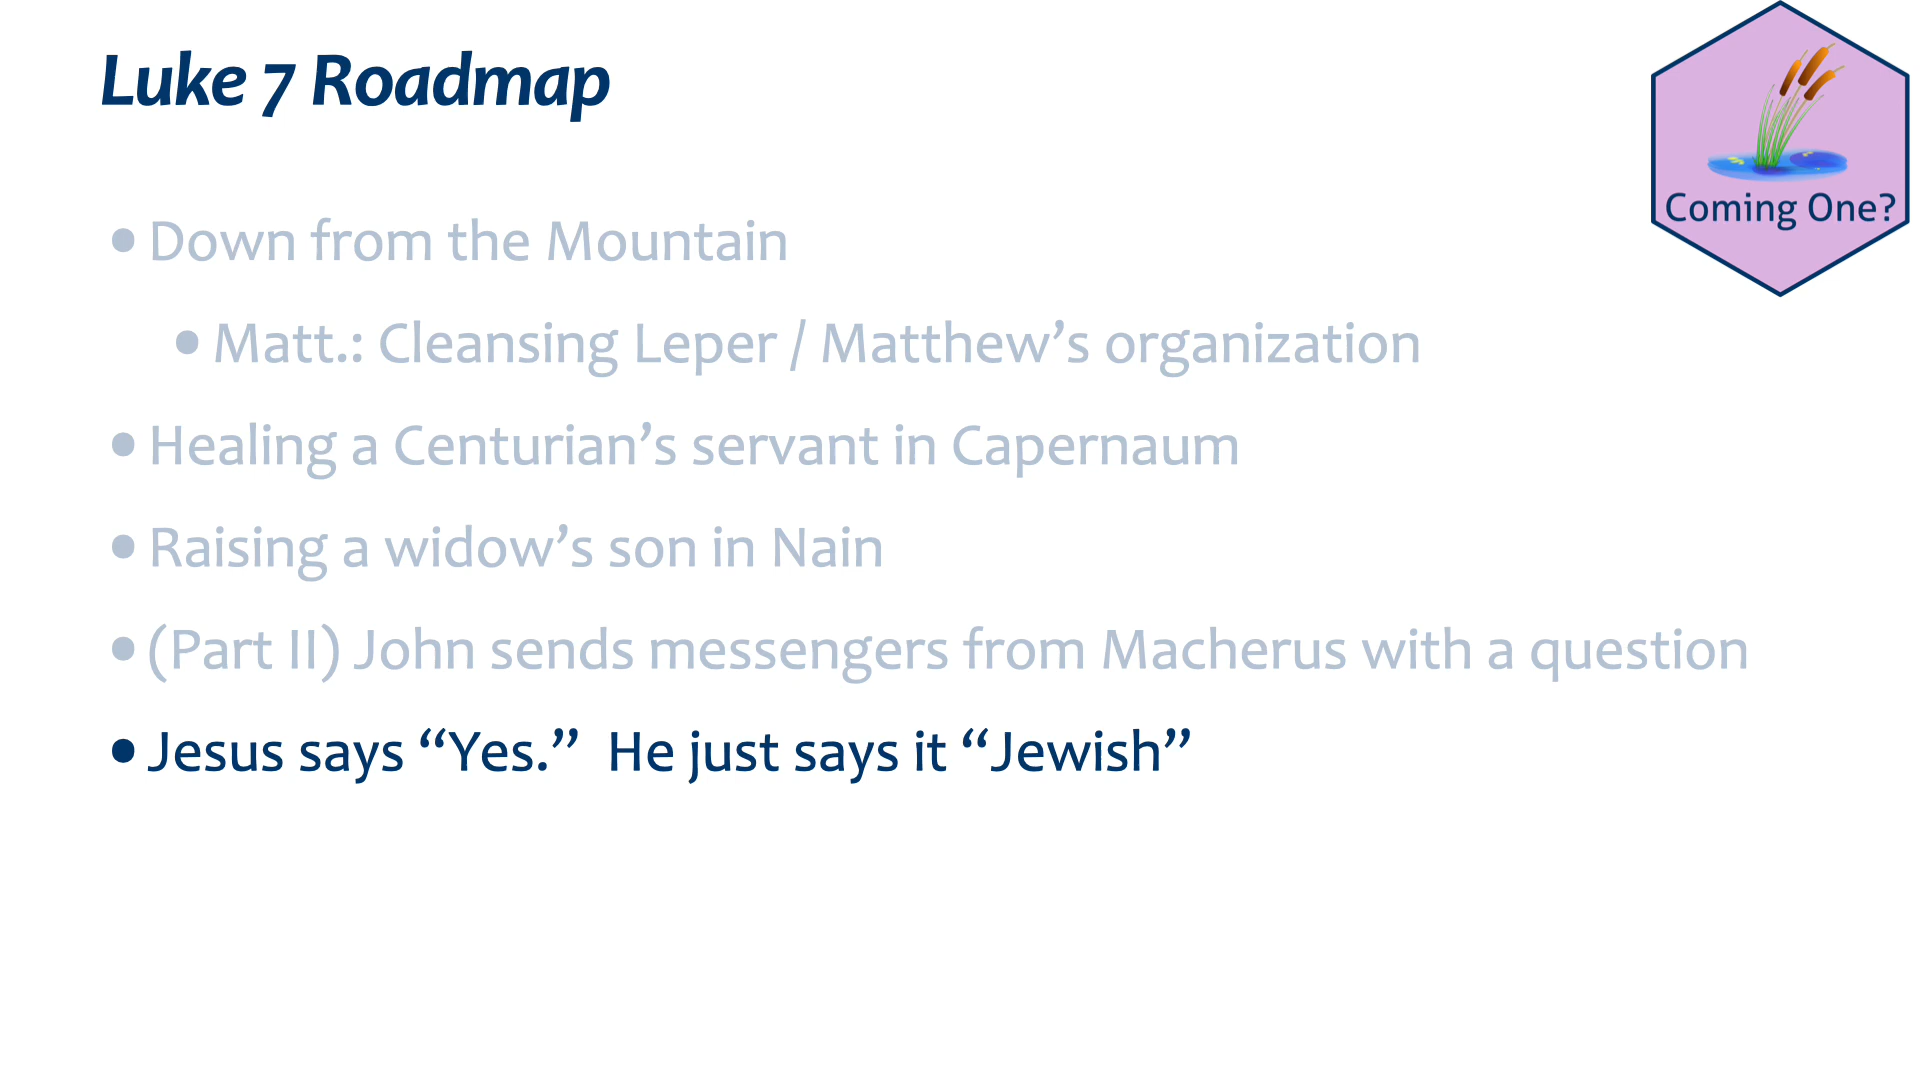 Luke 7 Roadmap
Coming One?
• Down from the Mountain
• Matt.: Cleansing Leper / Matthew’s organization
• Healing a Centurian’s servant in Capernaum
• Raising a widow’s son in Nain
• (Part II) John sends messengers from Macherus with a question
• Jesus says “Yes.”  He just says it “Jewish”